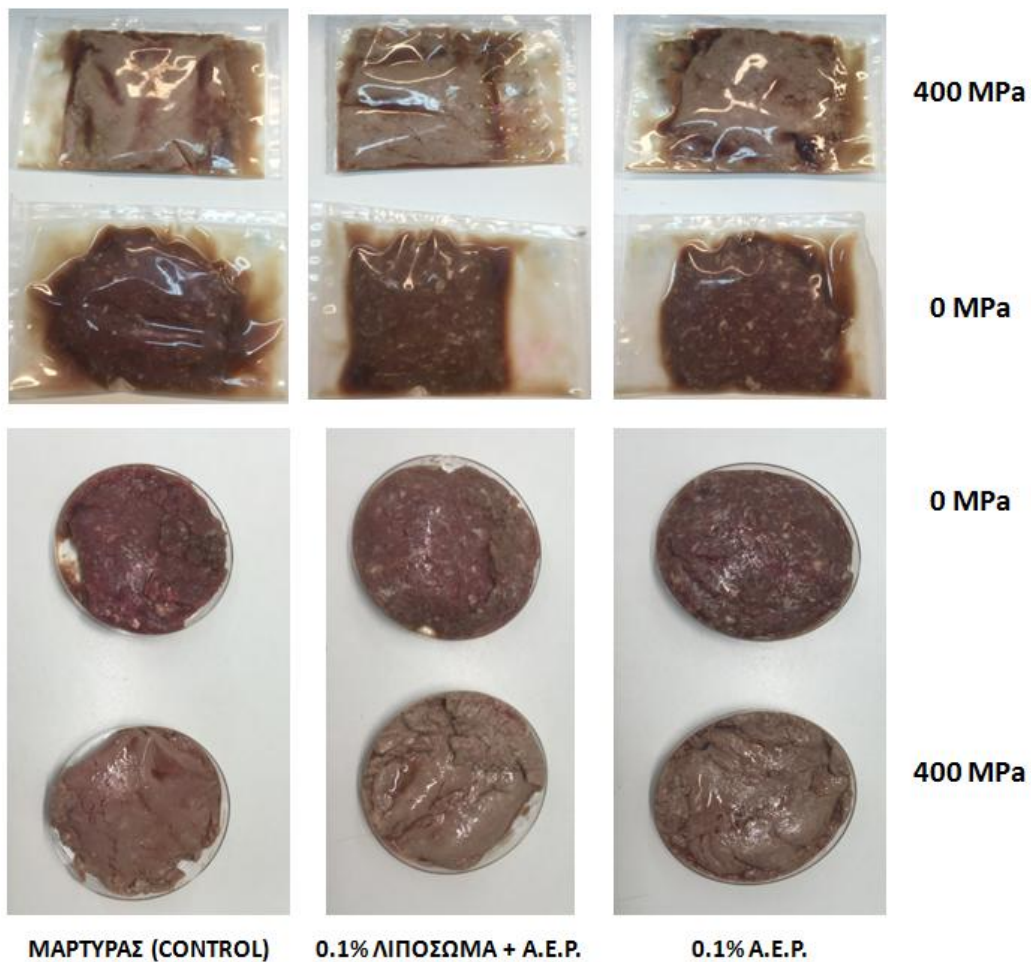 400 MPa
0 MPa
0 MPa
400 MPa
ΜΑΡΤΥΡΑΣ (CONTROL)
0.1% ΛΙΠΟΣΩΜΑ + Α.Ε.Ρ.
0.1% Α.Ε.Ρ.